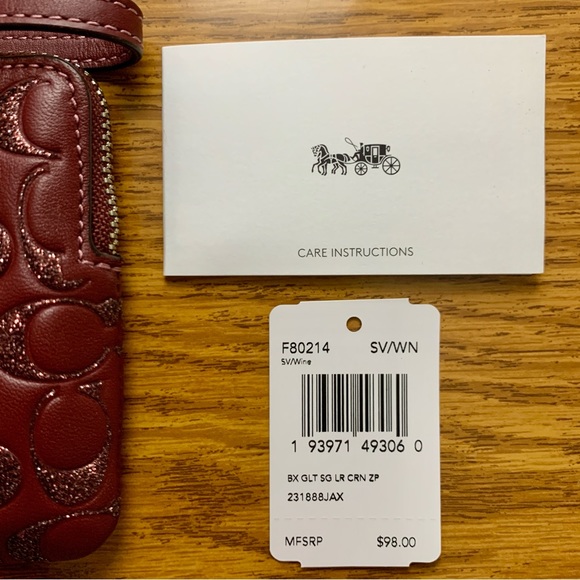 CARE INSTRUCTIONS
F80214 SV/WN
SV/Wine
1 93971 49306 0
BX GLT SG LR CRN ZP
231888JAX
MFSRP $98.00